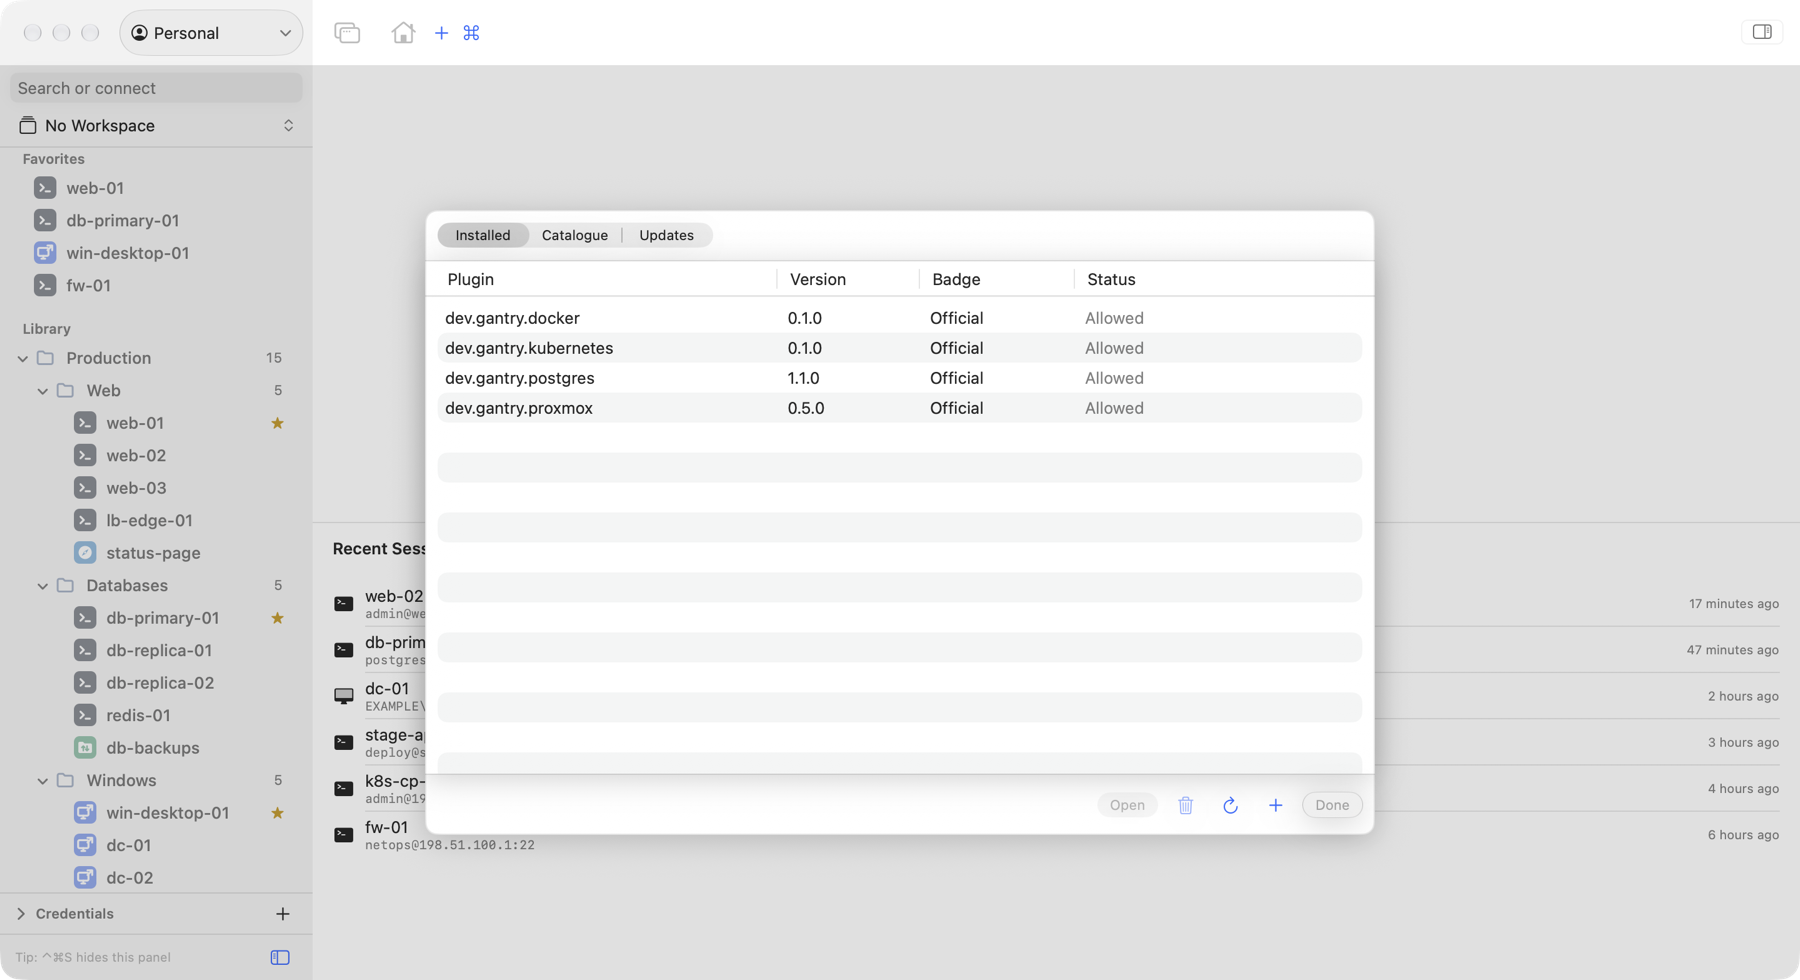 Personal
Search or connect
No Workspace
Favorites
web-01
db-primary-01
win-desktop-01
fw-01
Library
Production 15
Web 5
web-01
web-02
web-03
lb-edge-01
status-page
Databases 5
db-primary-01
db-replica-01
db-replica-02
redis-01
db-backups
Windows 5
win-desktop-01
dc-01
dc-02
Credentials
Tip: ^⌘S hides this panel
Installed Catalogue Updates
Plugin Version Badge Status
dev.gantry.docker 0.1.0 Official Allowed
dev.gantry.kubernetes 0.1.0 Official Allowed
dev.gantry.postgres 1.1.0 Official Allowed
dev.gantry.proxmox 0.5.0 Official Allowed
Open Done
Recent Sess
web-02
admin@we
17 minutes ago
db-prim
postgres
47 minutes ago
dc-01
EXAMPLE\
2 hours ago
stage-a
deploy@s
3 hours ago
k8s-cp-
admin@19
4 hours ago
fw-01
netops@198.51.100.1:22
6 hours ago